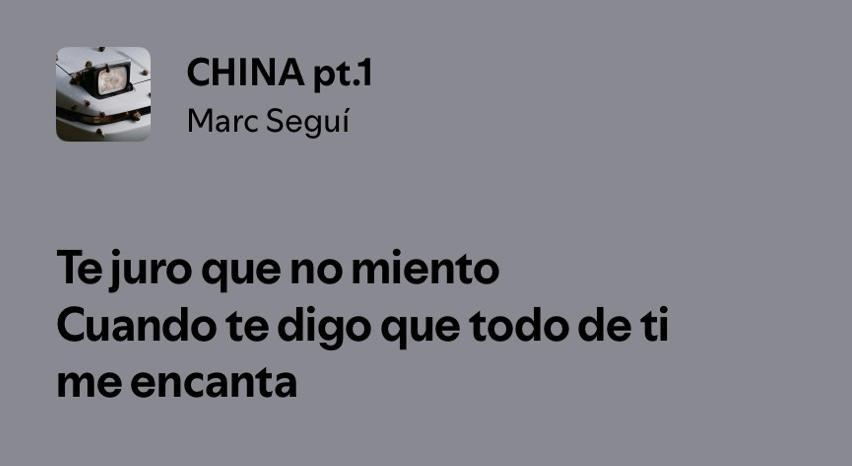 CHINA pt.1
Marc Seguí
Te juro que no miento
Cuando te digo que todo de ti
me encanta